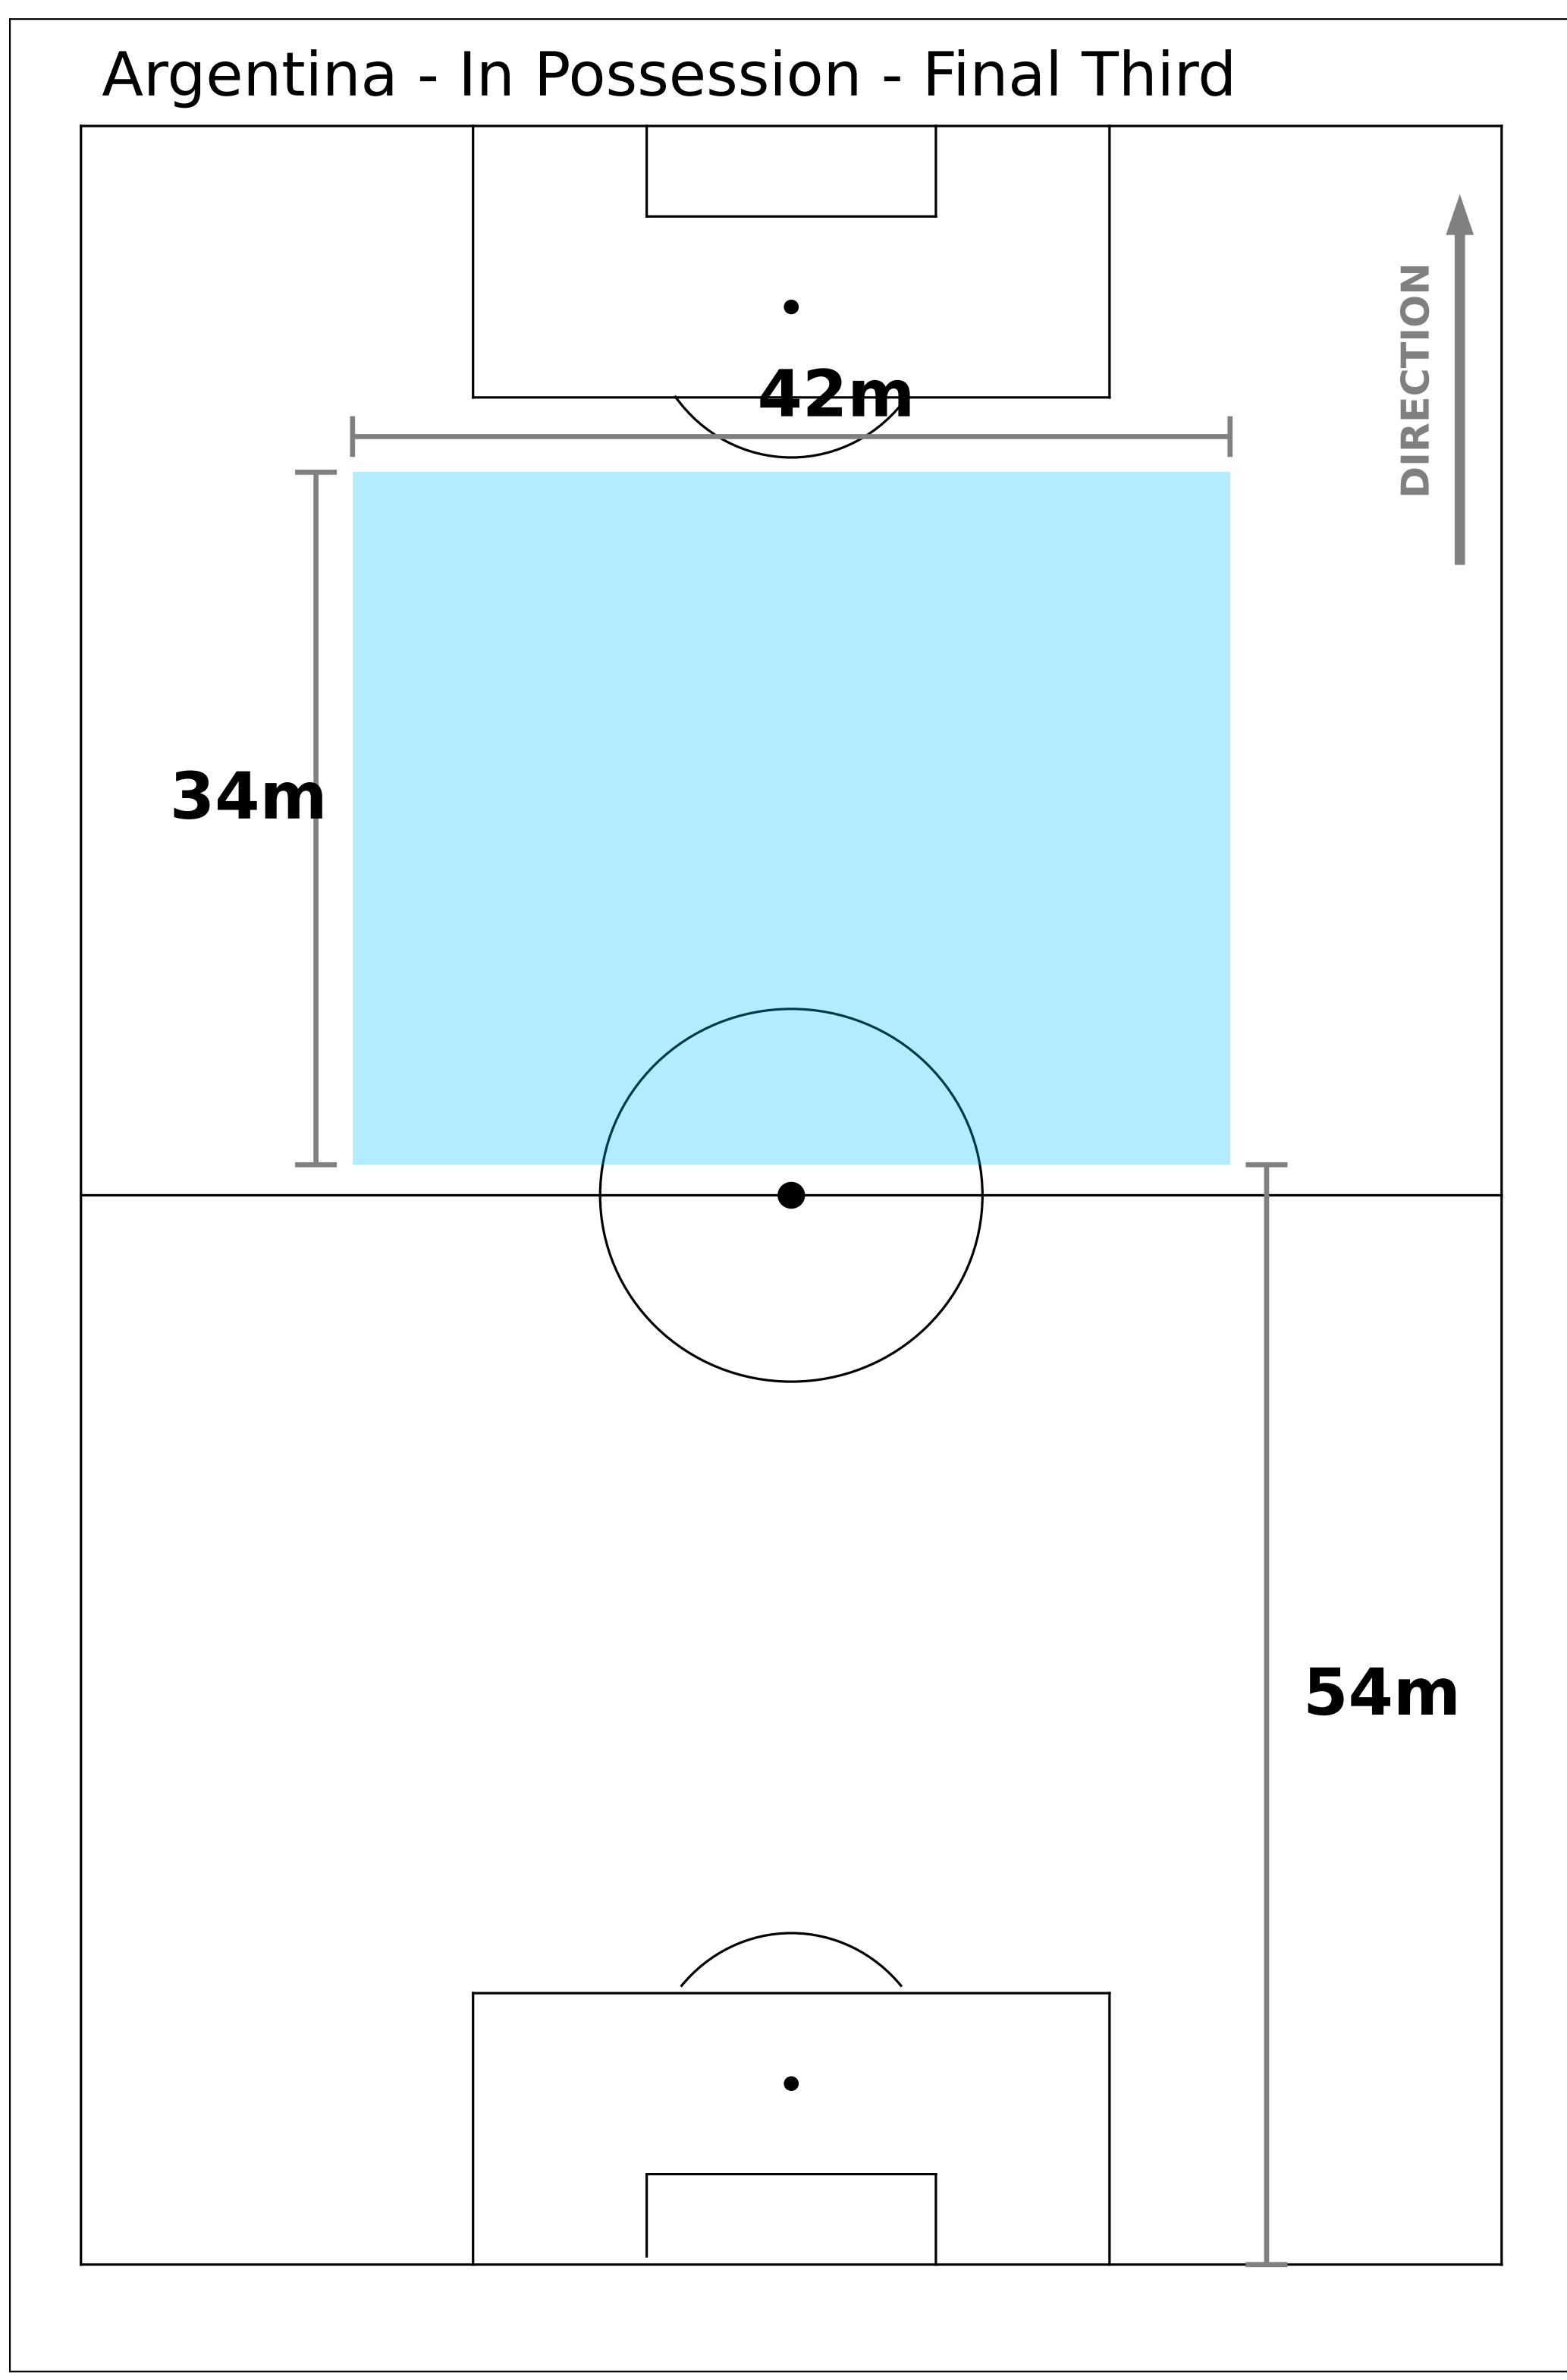 Argentina - In Possession - Final Third
DIRECTION
42m
34m
54m